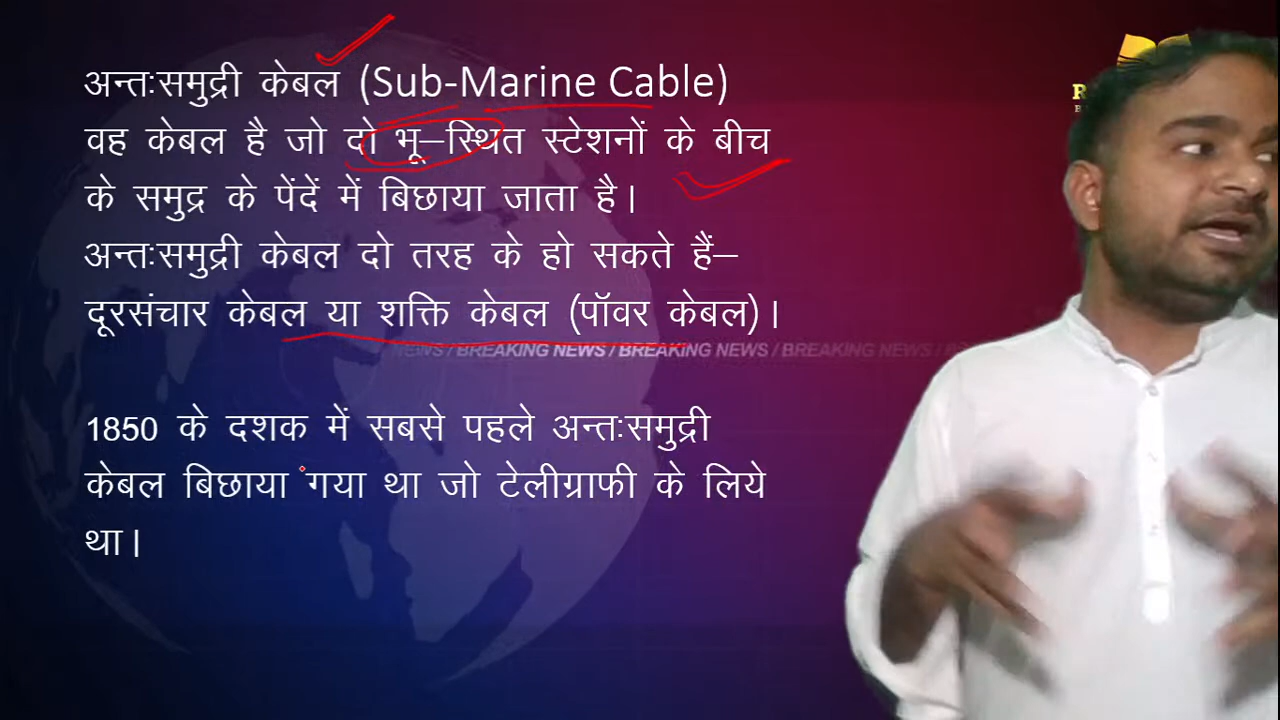 अन्तःसमुद्री केबल (Sub-Marine Cable)
वह केबल है जो दो भू–स्थित स्टेशनों के बीच
के समुद्र के पेंदें में बिछाया जाता है।
अन्तःसमुद्री केबल दो तरह के हो सकते हैं–
दूरसंचार केबल या शक्ति केबल (पॉवर केबल)।
NEWS / BREAKING NEWS / BREAKING NEWS / BREAKING NEWS /
1850 के दशक में सबसे पहले अन्तःसमुद्री
केबल बिछाया गया था जो टेलीग्राफी के लिये
था।